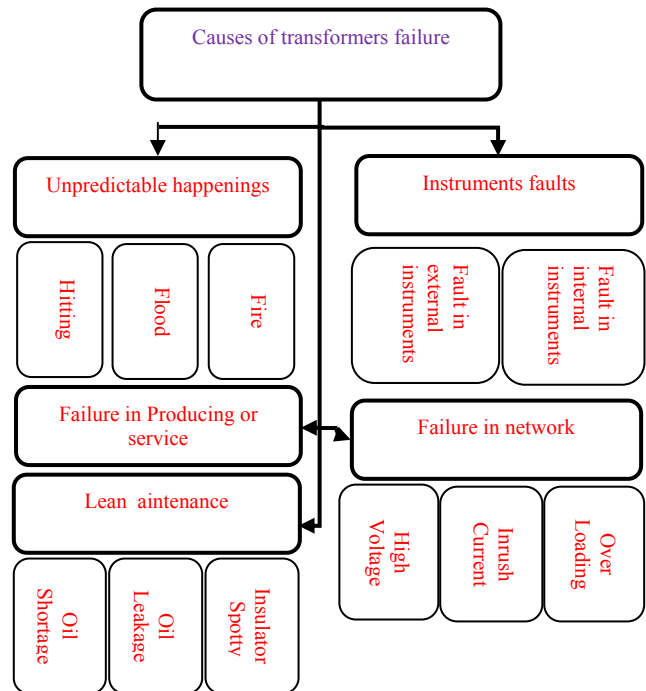 Causes of transformers failure
Unpredictable happenings
Instruments faults
Hitting
Flood
Fire
Fault in
external
instruments
Fault in
internal
instruments
Failure in Producing or
service
Failure in network
Lean aintenance
High
Voltage
Inrush
Current
Over
Loading
Oil
Shortage
Oil
Leakage
Insulator
Spotty